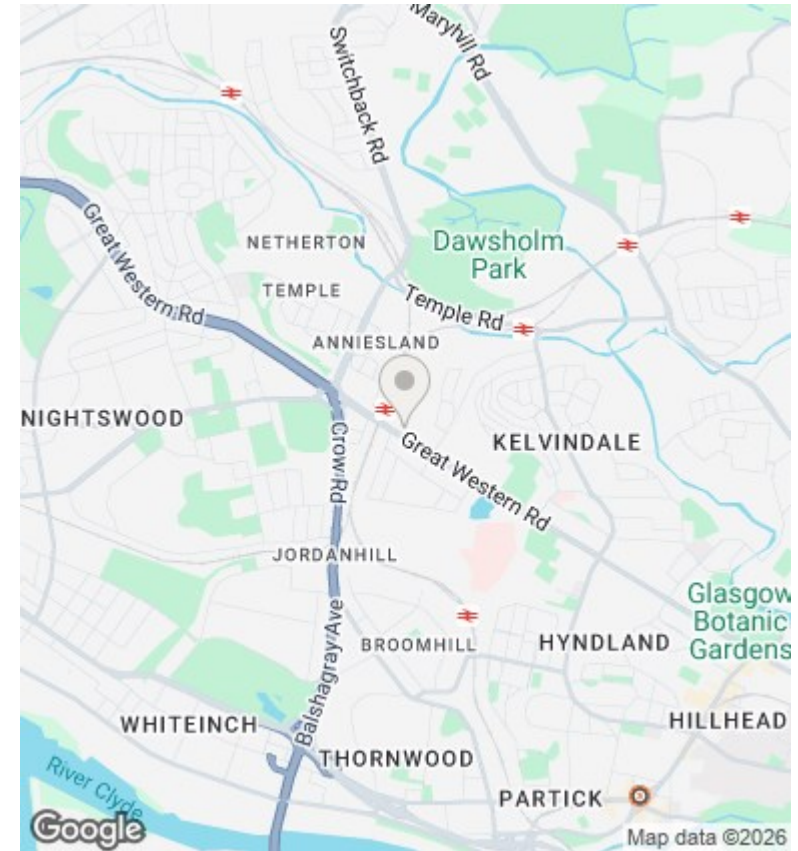 Maryhill Rd
Switchback Rd
Great Western Rd
NETHERTON
Dawsholm
Park
TEMPLE
Temple Rd
ANNIESLAND
NIGHTSWOOD
Crow Rd
Great Western Rd
KELVINDALE
JORDANHILL
Glasgow
Botanic
Gardens
BROOMHILL
HYNDLAND
Balshagray Ave
WHITEINCH
HILLHEAD
THORNWOOD
River Clyde
PARTICK
Google
Map data ©2026